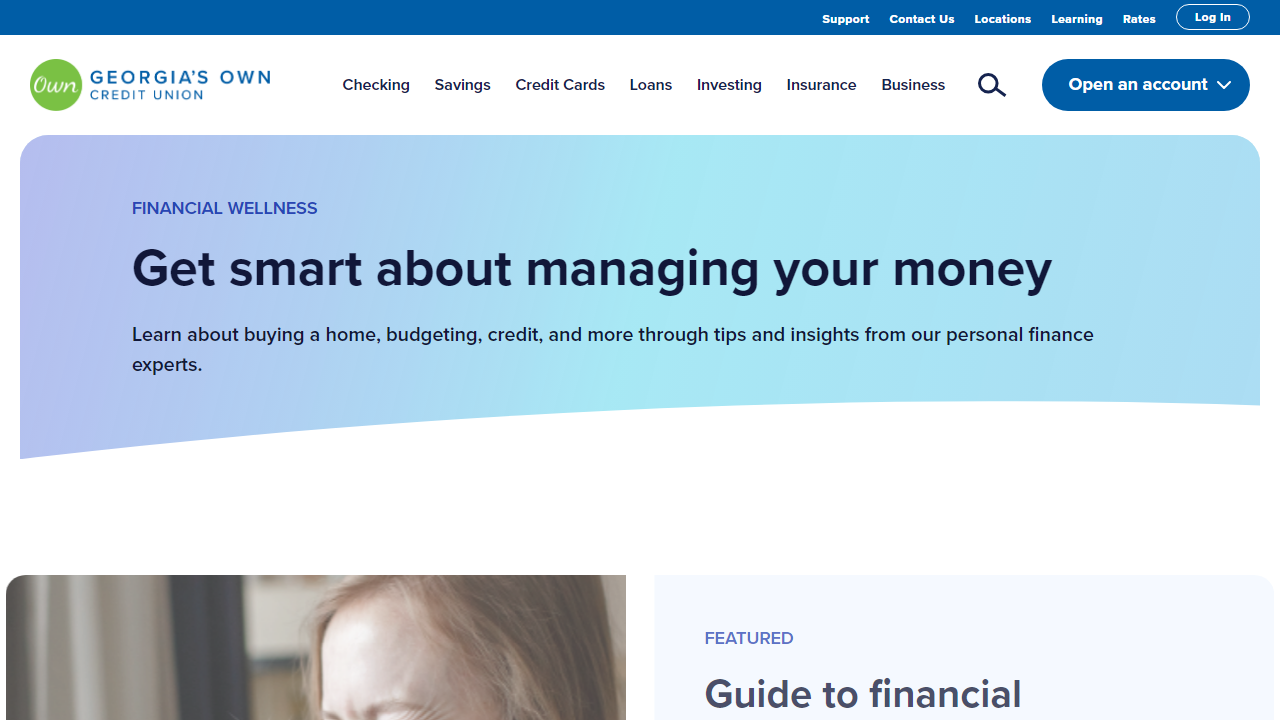 Support Contact Us Locations Learning Rates Log In
Own GEORGIA'S OWN
CREDIT UNION
Checking Savings Credit Cards Loans Investing Insurance Business Open an account
FINANCIAL WELLNESS
Get smart about managing your money
Learn about buying a home, budgeting, credit, and more through tips and insights from our personal finance
experts.
FEATURED
Guide to financial